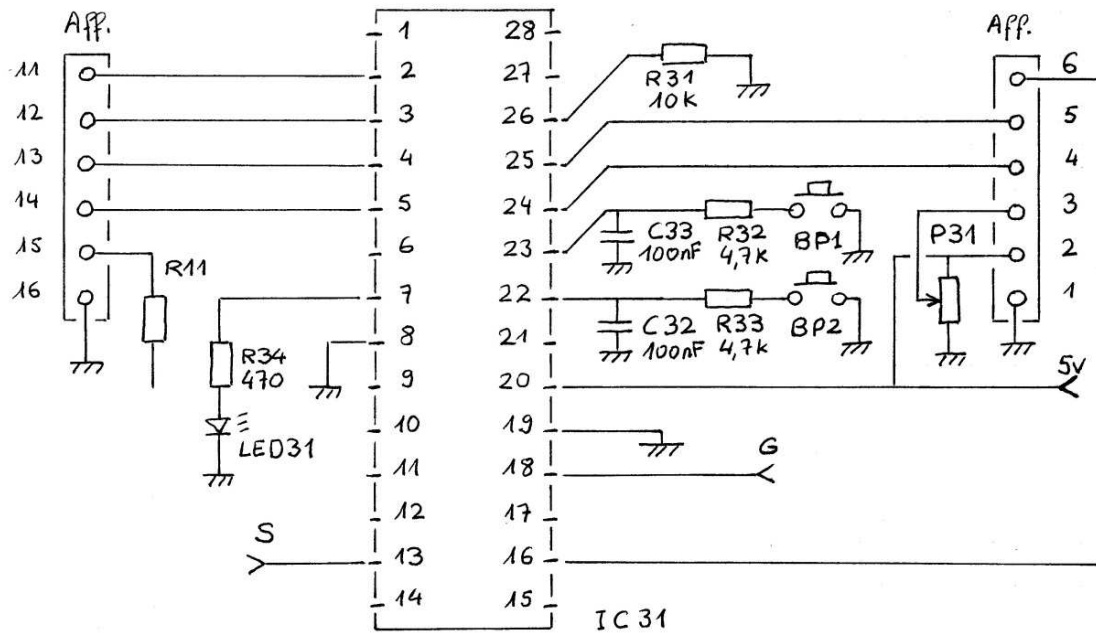 Aff.
11
12
13
14
15
16
R11
R34
470
LED31
S
1
2
3
4
5
6
7
8
9
10
11
12
13
14
28
27
26
25
24
23
22
21
20
19
18
17
16
15
IC31
R31
10K
C33
100nF
R32
4,7K
BP1
C32
100nF
R33
4,7K
BP2
G
Aff.
6
5
4
3
2
1
P31
5V